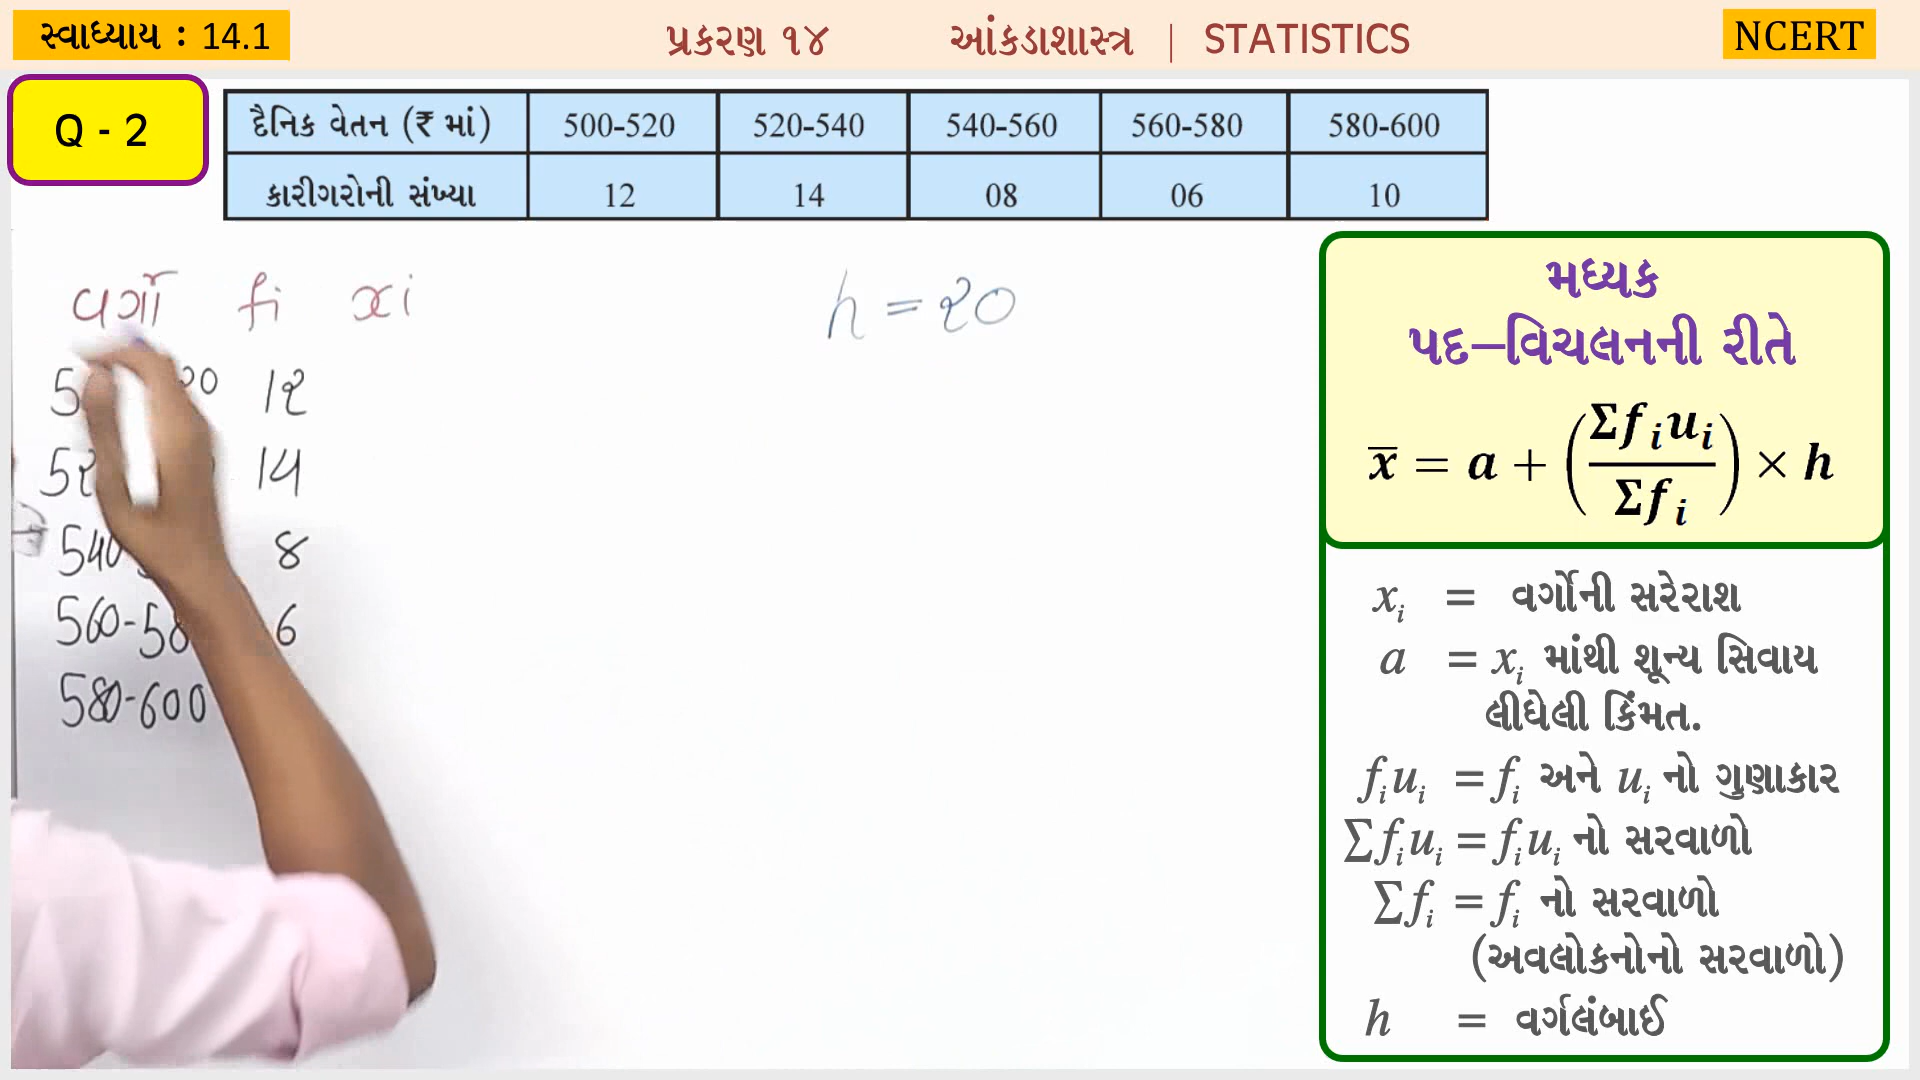 સ્વાધ્યાય : 14.1
પ્રકરણ ૧૪ આંકડાશાસ્ત્ર | STATISTICS
NCERT
Q - 2
દૈનિક વેતન (₹ માં) 500-520 520-540 540-560 560-580 580-600
કારીગરોની સંખ્યા 12 14 08 06 10
વર્ગો fi xi
h = ૨૦
1૨
14
8
560-58 6
580-600
મધ્યક
પદ–વિચલનની રીતે
x̅ = a + (Σfᵢuᵢ / Σfᵢ) × h
xᵢ = વર્ગોની સરેરાશ
a = xᵢ માંથી શૂન્ય સિવાય
લીધેલી કિંમત.
fᵢuᵢ = fᵢ અને uᵢ નો ગુણાકાર
Σfᵢuᵢ = fᵢuᵢ નો સરવાળો
Σfᵢ = fᵢ નો સરવાળો
(અવલોકનોનો સરવાળો)
h = વર્ગલંબાઈ